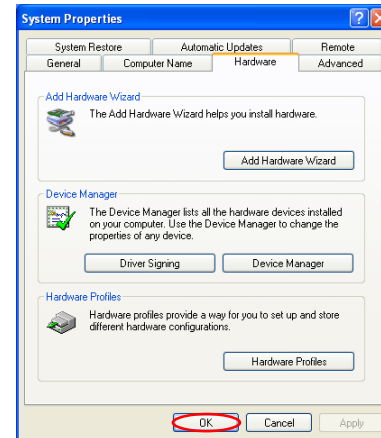 System Properties
System Restore Automatic Updates Remote
General Computer Name Hardware Advanced
Add Hardware Wizard
The Add Hardware Wizard helps you install hardware.
Add Hardware Wizard
Device Manager
The Device Manager lists all the hardware devices installed
on your computer. Use the Device Manager to change the
properties of any device.
Driver Signing Device Manager
Hardware Profiles
Hardware profiles provide a way for you to set up and store
different hardware configurations.
Hardware Profiles
OK Cancel Apply